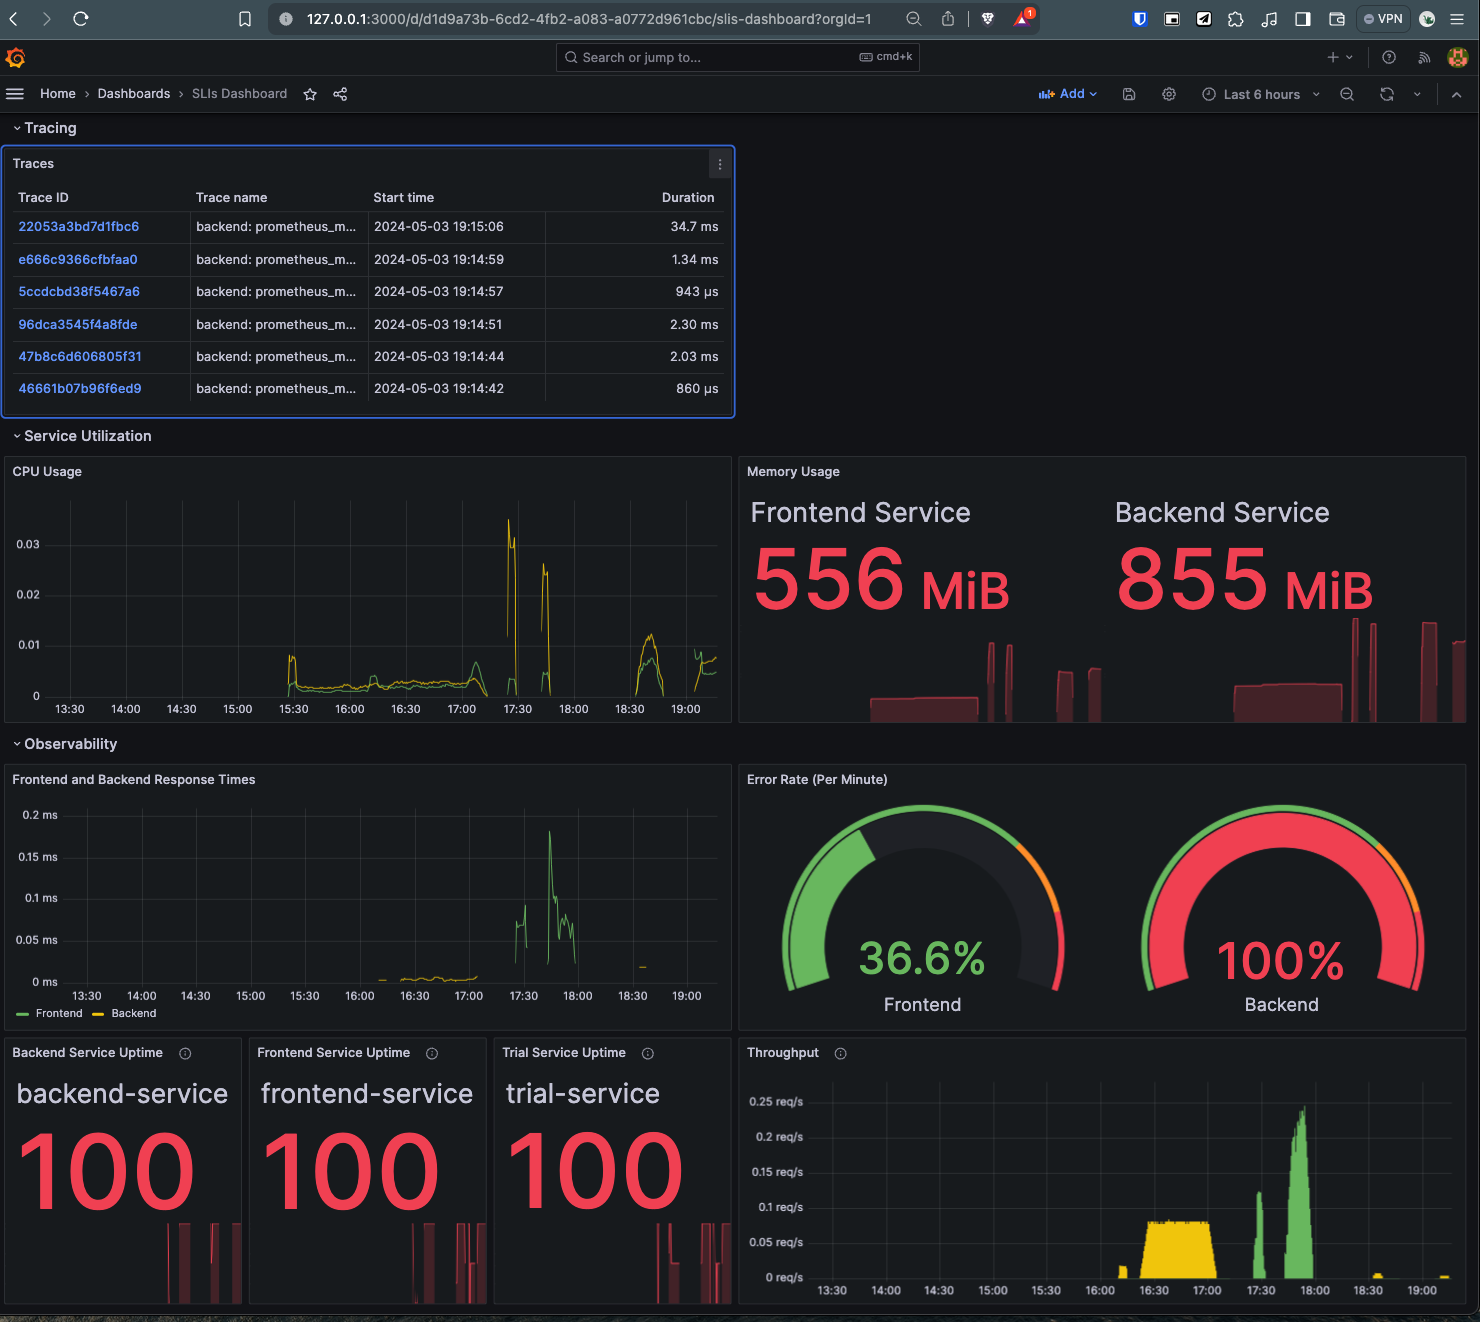 127.0.0.1:3000/d/d1d9a73b-6cd2-4fb2-a083-a0772d961cbc/slis-dashboard?orgId=1
1
VPN
Search or jump to...
cmd+k
Home › Dashboards › SLIs Dashboard
Add
Last 6 hours
Tracing
Traces
Trace ID Trace name Start time Duration
22053a3bd7d1fbc6 backend: prometheus_m... 2024-05-03 19:15:06 34.7 ms
e666c9366cfbfaa0 backend: prometheus_m... 2024-05-03 19:14:59 1.34 ms
5ccdcbd38f5467a6 backend: prometheus_m... 2024-05-03 19:14:57 943 µs
96dca3545f4a8fde backend: prometheus_m... 2024-05-03 19:14:51 2.30 ms
47b8c6d606805f31 backend: prometheus_m... 2024-05-03 19:14:44 2.03 ms
46661b07b96f6ed9 backend: prometheus_m... 2024-05-03 19:14:42 860 µs
Service Utilization
CPU Usage
0.03
0.02
0.01
0
13:30 14:00 14:30 15:00 15:30 16:00 16:30 17:00 17:30 18:00 18:30 19:00
Memory Usage
Frontend Service
556 MiB
Backend Service
855 MiB
Observability
Frontend and Backend Response Times
0.2 ms
0.15 ms
0.1 ms
0.05 ms
0 ms
13:30 14:00 14:30 15:00 15:30 16:00 16:30 17:00 17:30 18:00 18:30 19:00
Frontend Backend
Error Rate (Per Minute)
36.6%
Frontend
100%
Backend
Backend Service Uptime
backend-service
100
Frontend Service Uptime
frontend-service
100
Trial Service Uptime
trial-service
100
Throughput
0.25 req/s
0.2 req/s
0.15 req/s
0.1 req/s
0.05 req/s
0 req/s
13:30 14:00 14:30 15:00 15:30 16:00 16:30 17:00 17:30 18:00 18:30 19:00